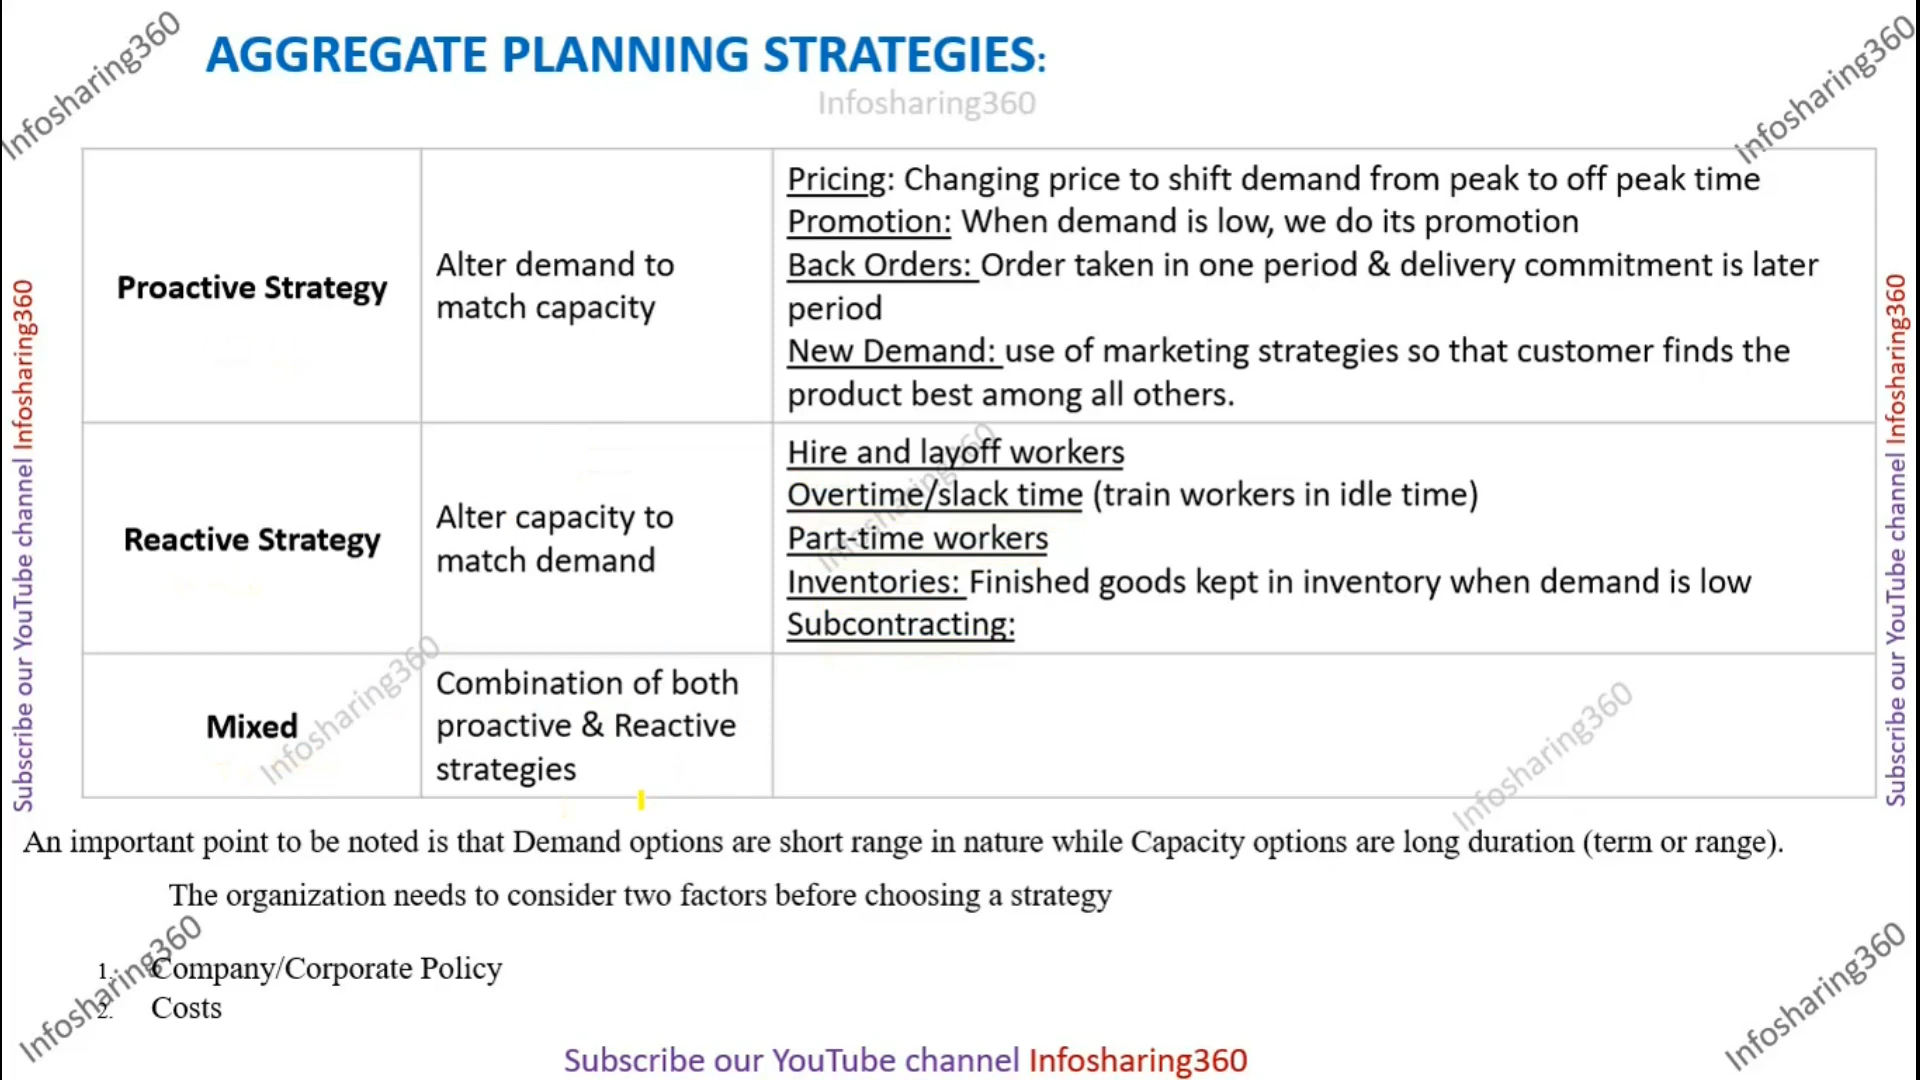 AGGREGATE PLANNING STRATEGIES:
Infosharing360
Infosharing360
Infosharing360
Proactive Strategy
Alter demand to
match capacity
Pricing: Changing price to shift demand from peak to off peak time
Promotion: When demand is low, we do its promotion
Back Orders: Order taken in one period & delivery commitment is later
period
New Demand: use of marketing strategies so that customer finds the
product best among all others.
Reactive Strategy
Alter capacity to
match demand
Hire and layoff workers
Overtime/slack time (train workers in idle time)
Part-time workers
Inventories: Finished goods kept in inventory when demand is low
Subcontracting:
Infosharing360
Mixed
Combination of both
proactive & Reactive
strategies
Infosharing360
Infosharing360
Subscribe our YouTube channel Infosharing360
Subscribe our YouTube channel Infosharing360
An important point to be noted is that Demand options are short range in nature while Capacity options are long duration (term or range).
The organization needs to consider two factors before choosing a strategy
1. Company/Corporate Policy
2. Costs
Infosharing360
Infosharing360
Subscribe our YouTube channel Infosharing360